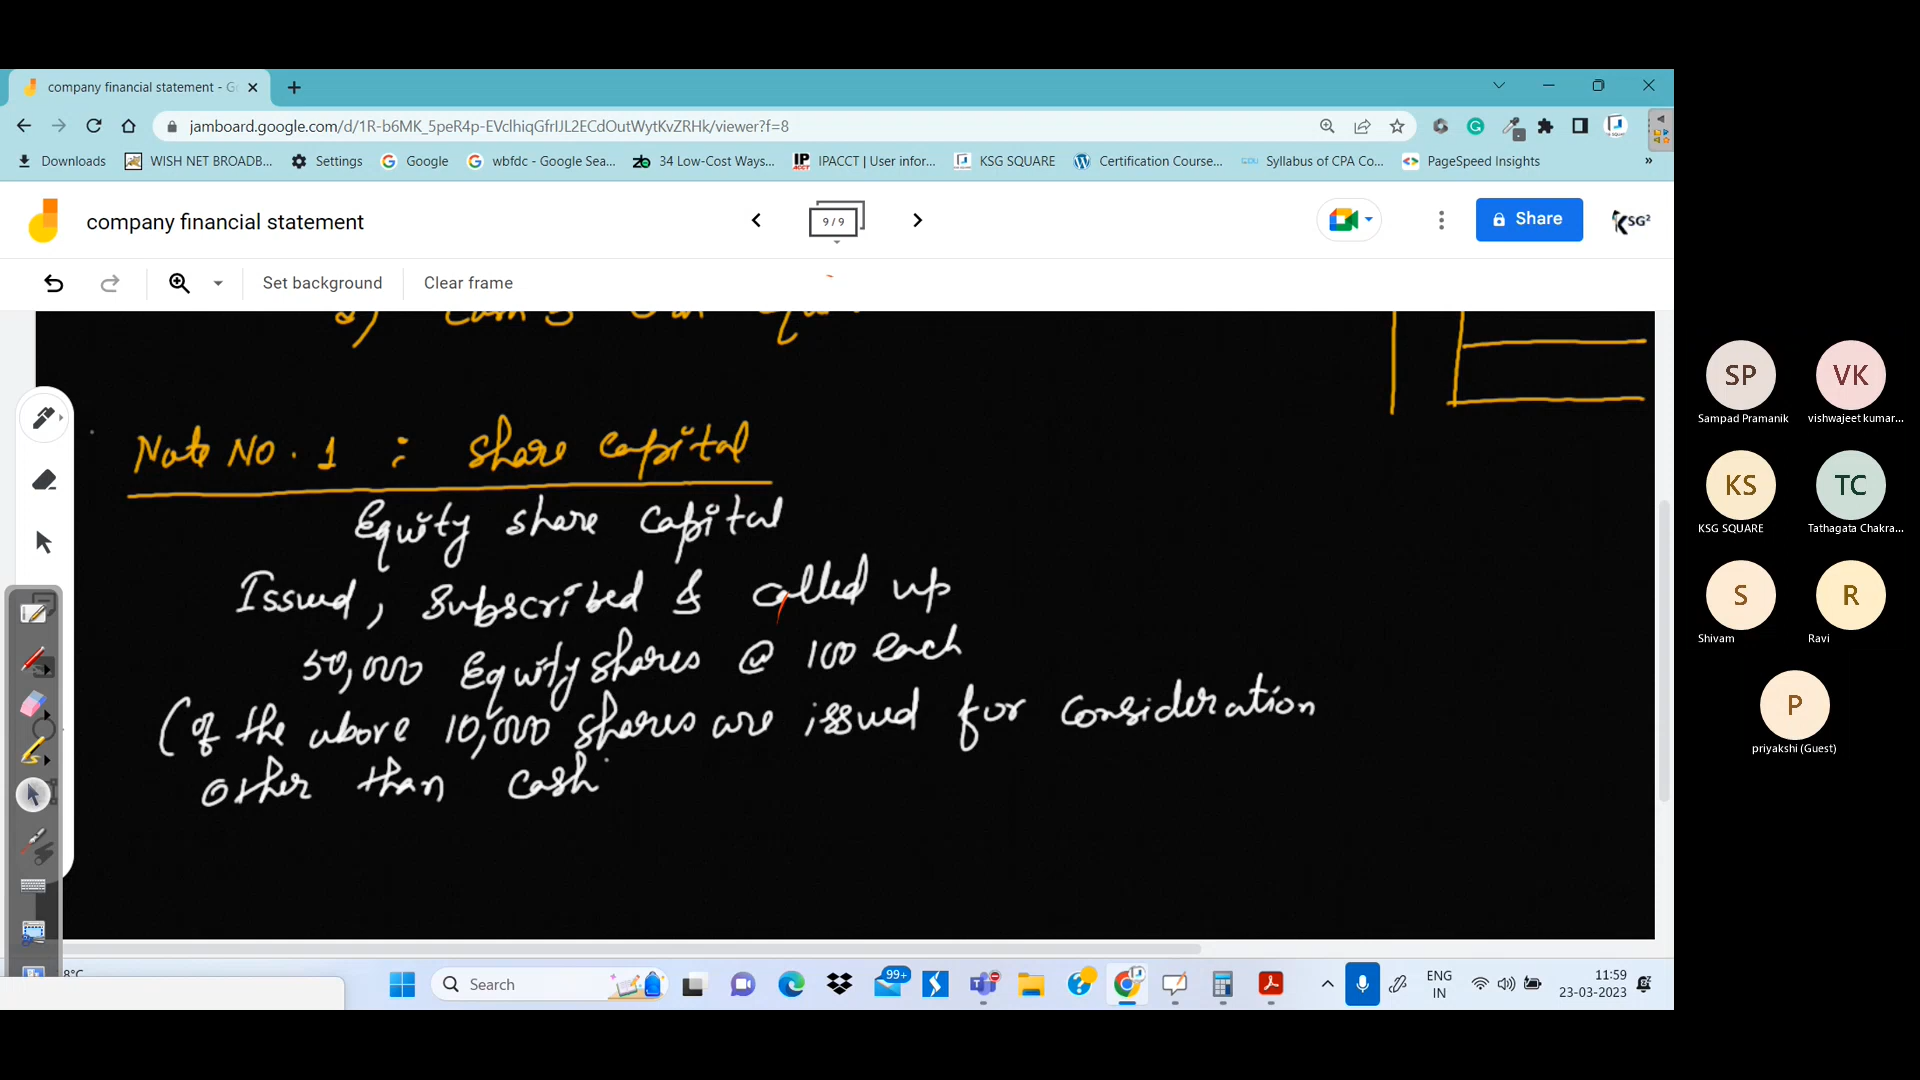 company financial statement - G
jamboard.google.com/d/1R-b6MK_5peR4p-EVclhiqGfrIJL2ECdOutWytKvZRHk/viewer?f=8
Downloads WISH NET BROADB... Settings Google wbfdc - Google Sea... 34 Low-Cost Ways... IPACCT | User infor... KSG SQUARE Certification Course... Syllabus of CPA Co... PageSpeed Insights »
company financial statement 9 / 9 Share KSG²
Set background Clear frame
Note No. 1 : Share Capital
Equity share capital
Issued, Subscribed & called up
50,000 Equity shares @ 100 each
(of the above 10,000 shares are issued for consideration
other than cash
SP VK
Sampad Pramanik vishwajeet kumar...
KS TC
KSG SQUARE Tathagata Chakra...
S R
Shivam Ravi
P
priyakshi (Guest)
8°C Search 99+ ENG IN 11:59 23-03-2023